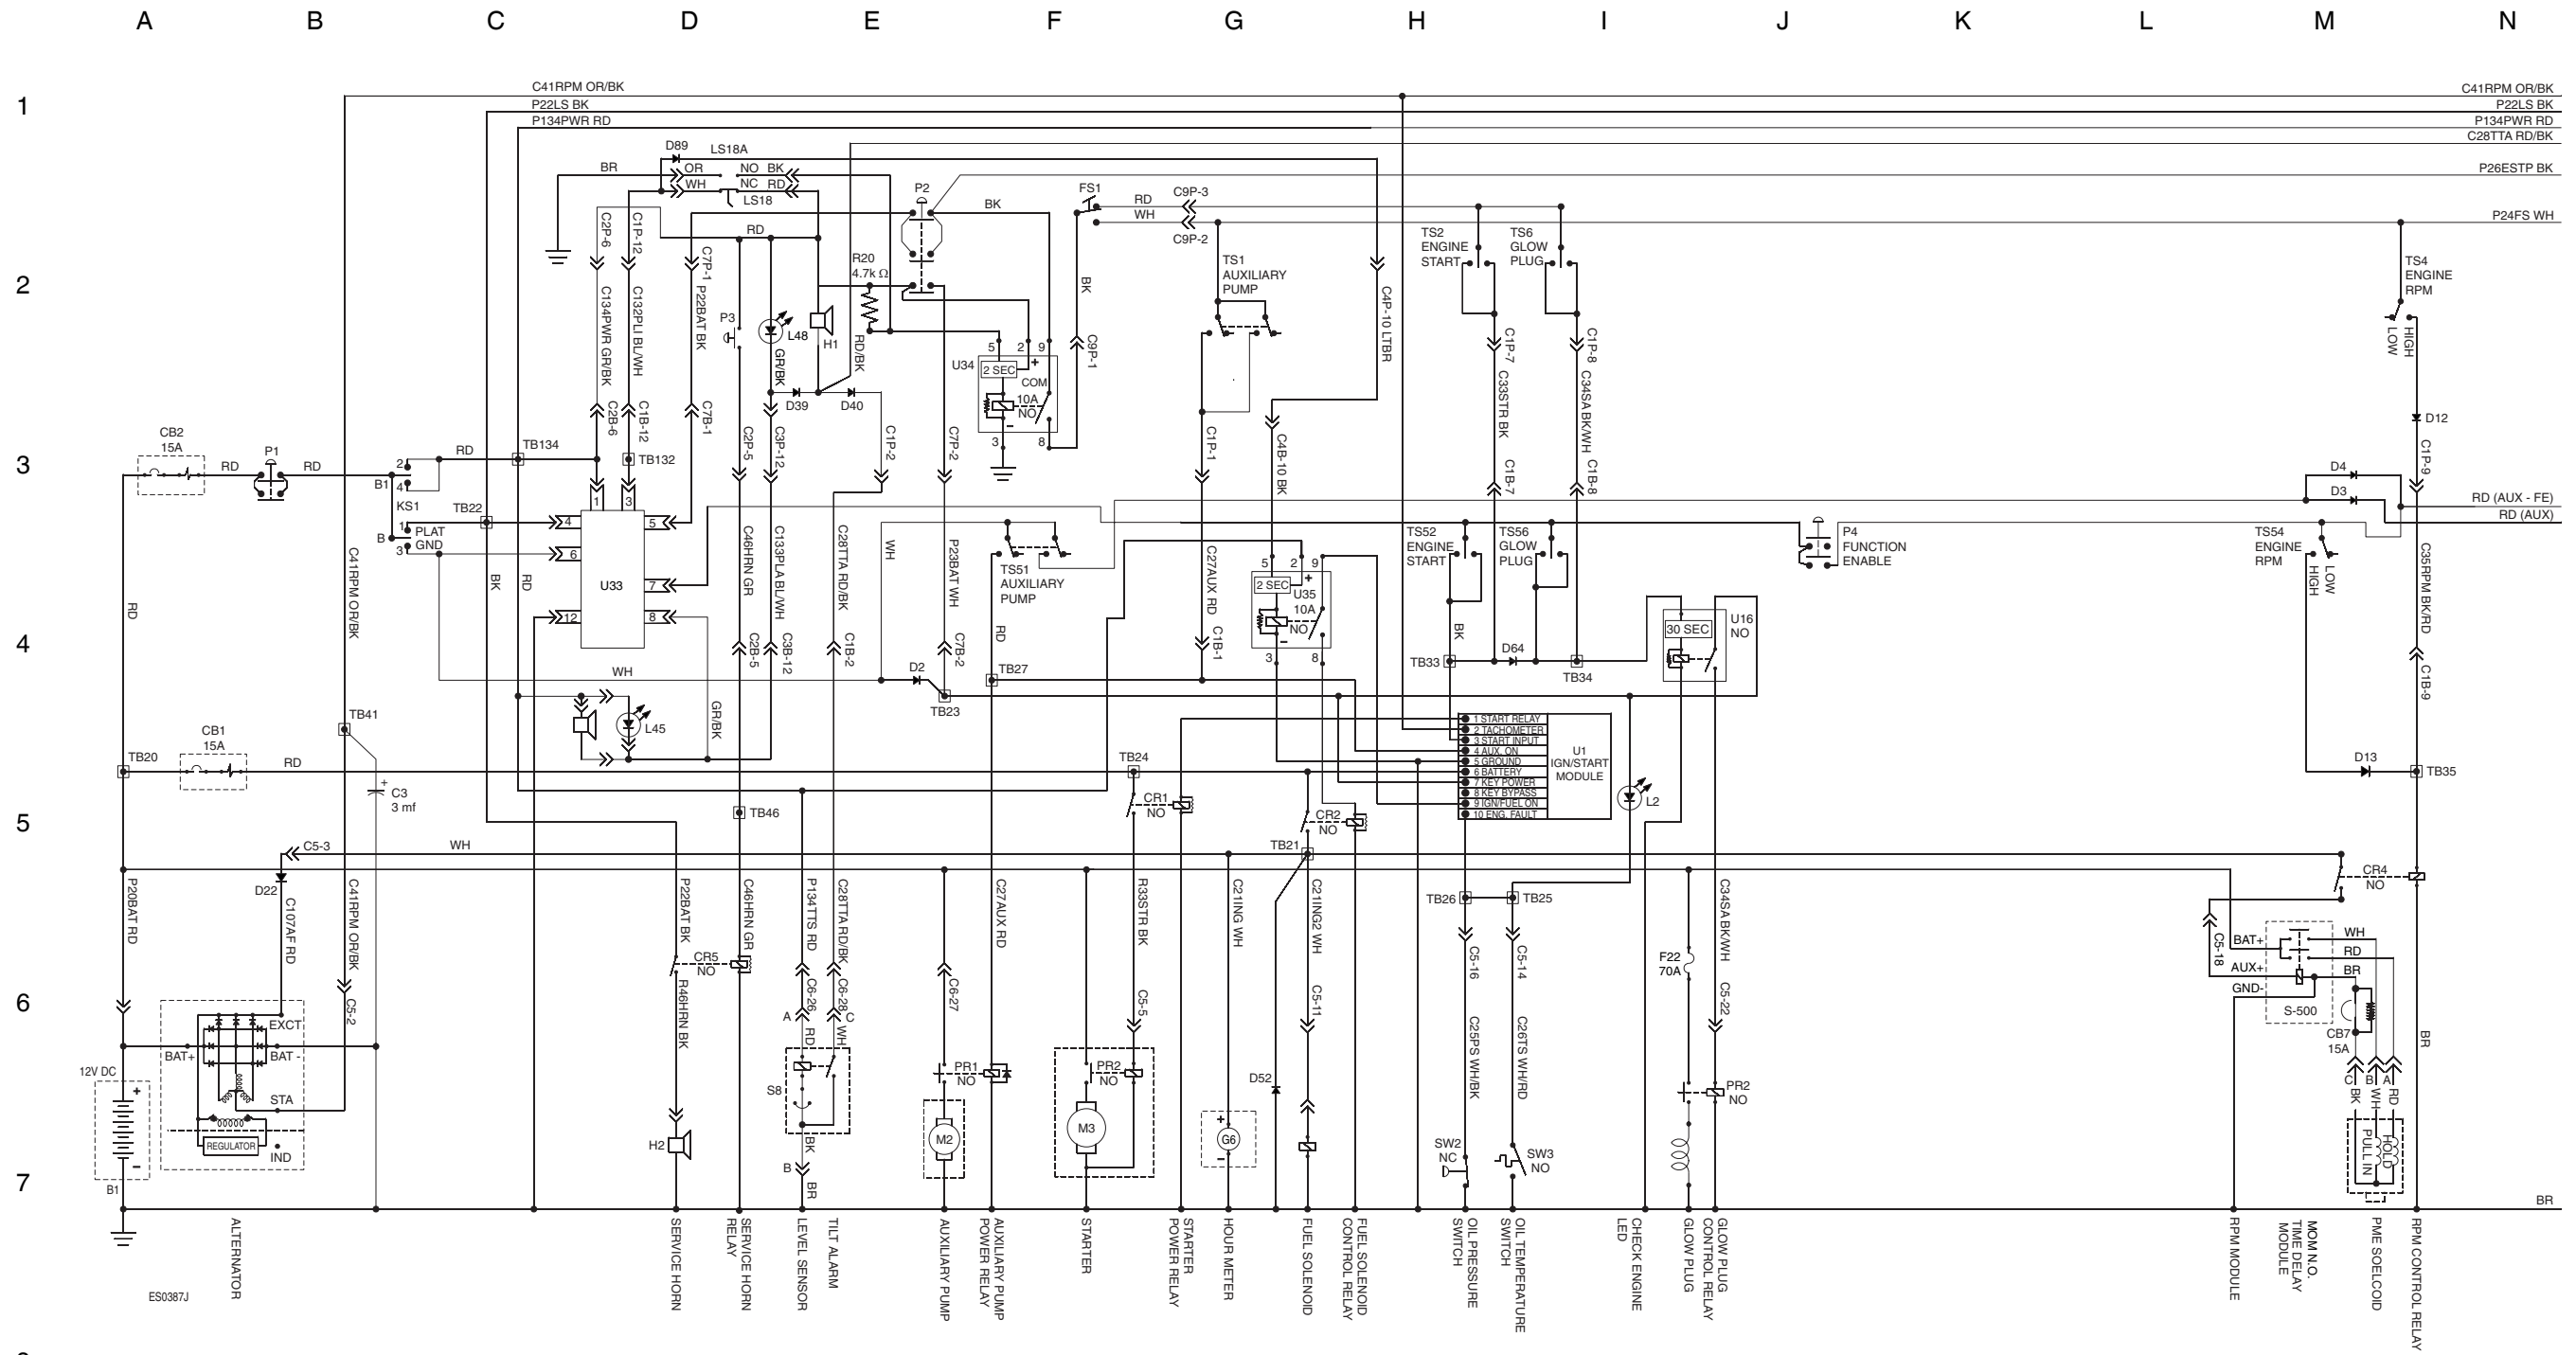 A B C D E F G H I J K L M N
1
2
3
4
5
6
7
C41RPM OR/BK
P22LS BK
P134PWR RD
C41RPM OR/BK
P22LS BK
P134PWR RD
C28TTA RD/BK
P26ESTP BK
P24FS WH
D89
LS18A
BR
OR
NO BK
WH
NC RD
LS18
P2
BK
FS1
RD
C9P-3
WH
C9P-2
C2P-6
C1P-12
RD
C7P-1
R20
4.7k Ω
TS1
AUXILIARY
PUMP
TS2
ENGINE
START
TS6
GLOW
PLUG
TS4
ENGINE
RPM
LOW
HIGH
C134PWR GR/BK
C132PLI BL/WH
P22BAT BK
P3
L48
GR/BK
H1
RD/BK
BK
C9P-1
C4P-10 LTBR
C1P-7
C1P-8
U34
5
2
9
2 SEC
+
COM
10A
NO
-
3
8
D39
D40
C33STR BK
C34SA BK/WH
D12
C1P-9
CB2
15A
RD
P1
RD
B1
2
4
KS1
RD
TB134
C2B-6
C1B-12
TB132
C7B-1
C2P-5
C3P-12
C1P-2
C7P-2
C1P-1
C4B-10 BK
C1B-7
C1B-8
D4
D3
RD (AUX - FE)
RD (AUX)
1
PLAT
B
GND
3
TB22
4
1
3
5
6
U33
7
12
8
C41RPM OR/BK
BK
RD
C46HRN GR
C133PLA BL/WH
C28TTA RD/BK
WH
P23BAT WH
TS51
AUXILIARY
PUMP
C27AUX RD
5
2
9
2 SEC
+
U35
10A
NO
-
3
8
TS52
ENGINE
START
TS56
GLOW
PLUG
P4
FUNCTION
ENABLE
TS54
ENGINE
RPM
HIGH
LOW
C35RPM BK/RD
RD
C2B-5
C3B-12
C1B-2
C7B-2
RD
C1B-1
BK
30 SEC
U16
NO
C1B-9
WH
D2
TB23
TB27
TB33
D64
TB34
TB41
L45
GR/BK
CB1
15A
TB20
RD
C3
3 mf
+
TB24
CR1
NO
CR2
NO
1 START RELAY
2 TACHOMETER
3 START INPUT
4 AUX. ON
5 GROUND
6 BATTERY
7 KEY POWER
8 KEY BYPASS
9 IGN/FUEL ON
10 ENG. FAULT
U1
IGN/START
MODULE
L2
D13
TB35
TB46
C5-3
WH
TB21
CR4
NO
D22
P20BAT RD
C107AF RD
C41RPM OR/BK
P22BAT BK
C46HRN GR
P134TTS RD
C28TTA RD/BK
C27AUX RD
R33STR BK
C21ING WH
C21ING2 WH
TB26
TB25
C34SA BK/WH
CR5
NO
C5-16
C5-14
F22
70A
C5-18
BAT+
AUX+
GND-
WH
RD
BR
S-500
CB7
15A
C5-2
R46HRN BK
C6-26
C6-28
A
C
RD
WH
C6-27
C5-5
C5-11
C25PS WH/BK
C26TS WH/RD
C5-22
BR
EXCT
BAT+
BAT -
STA
REGULATOR
IND
12V DC
+
-
B1
S8
BK
B
BR
PR1
NO
M2
PR2
NO
M3
D52
+
G6
-
H2
SW2
NC
SW3
NO
PR2
NO
C
B
A
BK
WH
RD
PULL IN
HOLD
BR
ALTERNATOR
SERVICE HORN
SERVICE HORN
RELAY
LEVEL SENSOR
TILT ALARM
AUXILIARY PUMP
AUXILIARY PUMP
POWER RELAY
STARTER
STARTER
POWER RELAY
HOUR METER
FUEL SOLENOID
FUEL SOLENOID
CONTROL RELAY
OIL PRESSURE
SWITCH
OIL TEMPERATURE
SWITCH
CHECK ENGINE
LED
GLOW PLUG
GLOW PLUG
CONTROL RELAY
RPM MODULE
MOM N.O.
TIME DELAY
MODULE
PME SOELCOID
RPM CONTROL RELAY
ES0387J